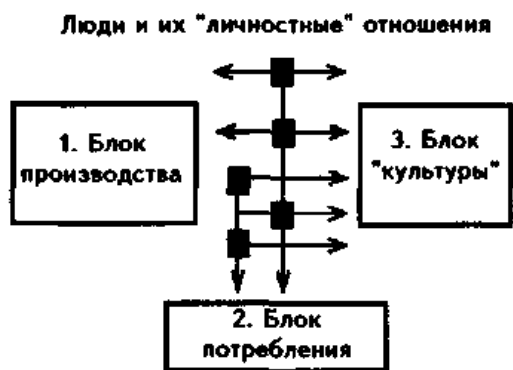 Люди и их "личностные" отношения
1. Блок
производства
3. Блок
"культуры"
2. Блок
потребления